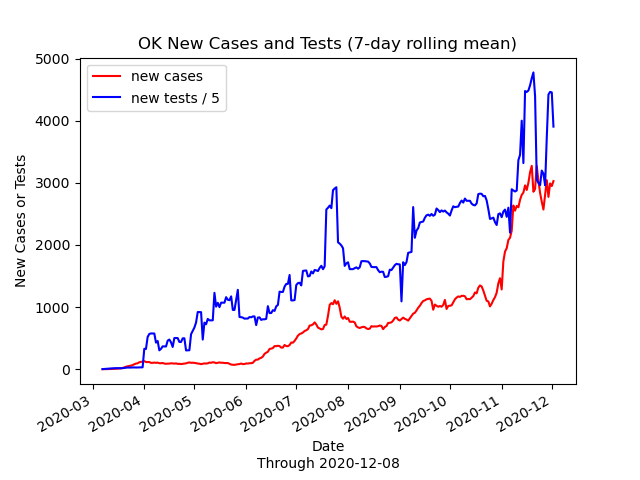 OK New Cases and Tests (7-day rolling mean)
new cases
new tests / 5
New Cases or Tests
5000
4000
3000
2000
1000
0
2020-03
2020-04
2020-05
2020-06
2020-07
2020-08
2020-09
2020-10
2020-11
2020-12
Date
Through 2020-12-08